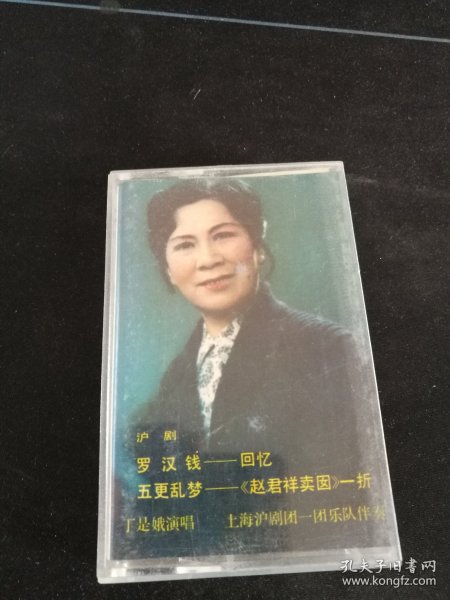 沪 剧
罗 汉 钱——回忆
五更乱梦——《赵君祥卖囡》一折
丁是娥演唱 上海沪剧团一团乐队伴奏
孔夫子旧书网
www.kongfz.com